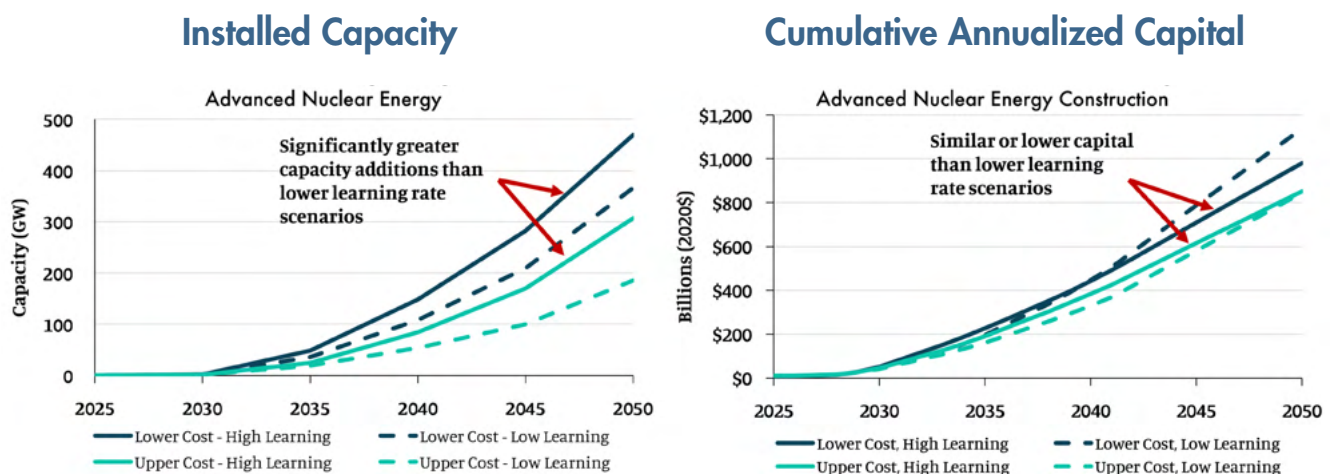 Installed Capacity
Advanced Nuclear Energy
Significantly greater
capacity additions than
lower learning rate
scenarios
Capacity (GW)
500
400
300
200
100
0
2025 2030 2035 2040 2045 2050
Lower Cost - High Learning Lower Cost - Low Learning
Upper Cost - High Learning Upper Cost - Low Learning
Cumulative Annualized Capital
Advanced Nuclear Energy Construction
Similar or lower capital
than lower learning
rate scenarios
Billions (2020$)
$1,200
$1,000
$800
$600
$400
$200
$0
2025 2030 2035 2040 2045 2050
Lower Cost, High Learning Lower Cost, Low Learning
Upper Cost, High Learning Upper Cost, Low Learning